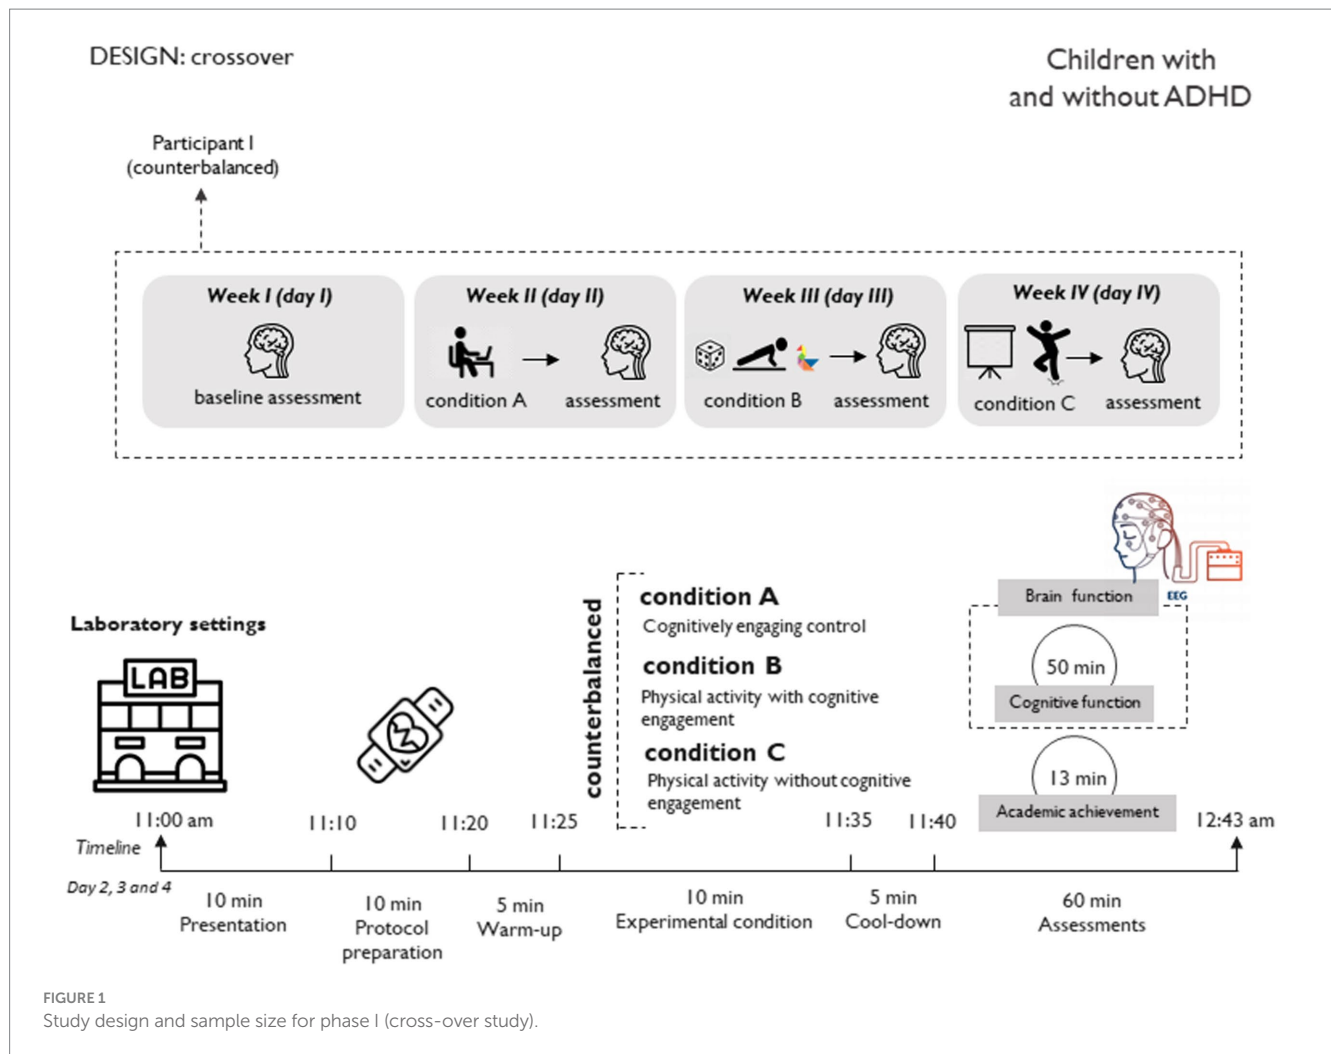 DESIGN: crossover
Children with
and without ADHD
Participant I
(counterbalanced)
Week I (day I)
baseline assessment
Week II (day II)
condition A
assessment
Week III (day III)
condition B
assessment
Week IV (day IV)
condition C
assessment
Laboratory settings
LAB
counterbalanced
condition A
Cognitively engaging control
condition B
Physical activity with cognitive
engagement
condition C
Physical activity without cognitive
engagement
EEG
Brain function
50 min
Cognitive function
13 min
Academic achievement
11:00 am
11:10
11:20
11:25
11:35
11:40
12:43 am
Timeline
Day 2, 3 and 4
10 min
Presentation
10 min
Protocol
preparation
5 min
Warm-up
10 min
Experimental condition
5 min
Cool-down
60 min
Assessments
FIGURE 1
Study design and sample size for phase I (cross-over study).